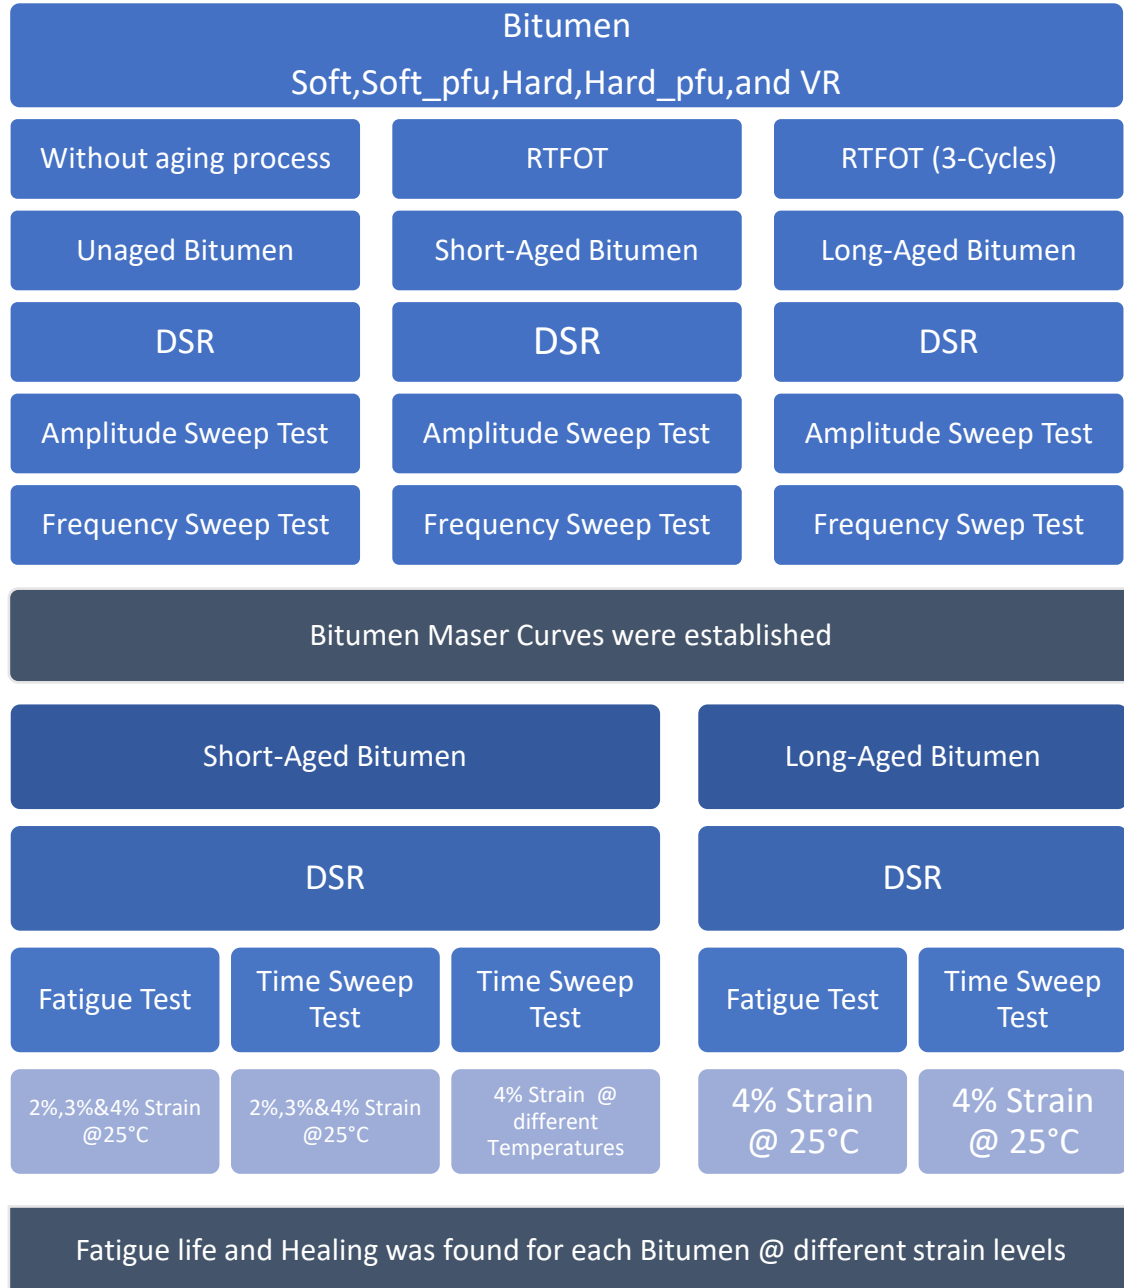 Bitumen
Soft,Soft_pfu,Hard,Hard_pfu,and VR
Without aging process
RTFOT
RTFOT (3-Cycles)
Unaged Bitumen
Short-Aged Bitumen
Long-Aged Bitumen
DSR
DSR
DSR
Amplitude Sweep Test
Amplitude Sweep Test
Amplitude Sweep Test
Frequency Sweep Test
Frequency Sweep Test
Frequency Swep Test
Bitumen Maser Curves were established
Short-Aged Bitumen
Long-Aged Bitumen
DSR
DSR
Fatigue Test
Time Sweep
Test
Time Sweep
Test
Fatigue Test
Time Sweep
Test
2%,3%&4% Strain
@25°C
2%,3%&4% Strain
@25°C
4% Strain @
different
Temperatures
4% Strain
@ 25°C
4% Strain
@ 25°C
Fatigue life and Healing was found for each Bitumen @ different strain levels